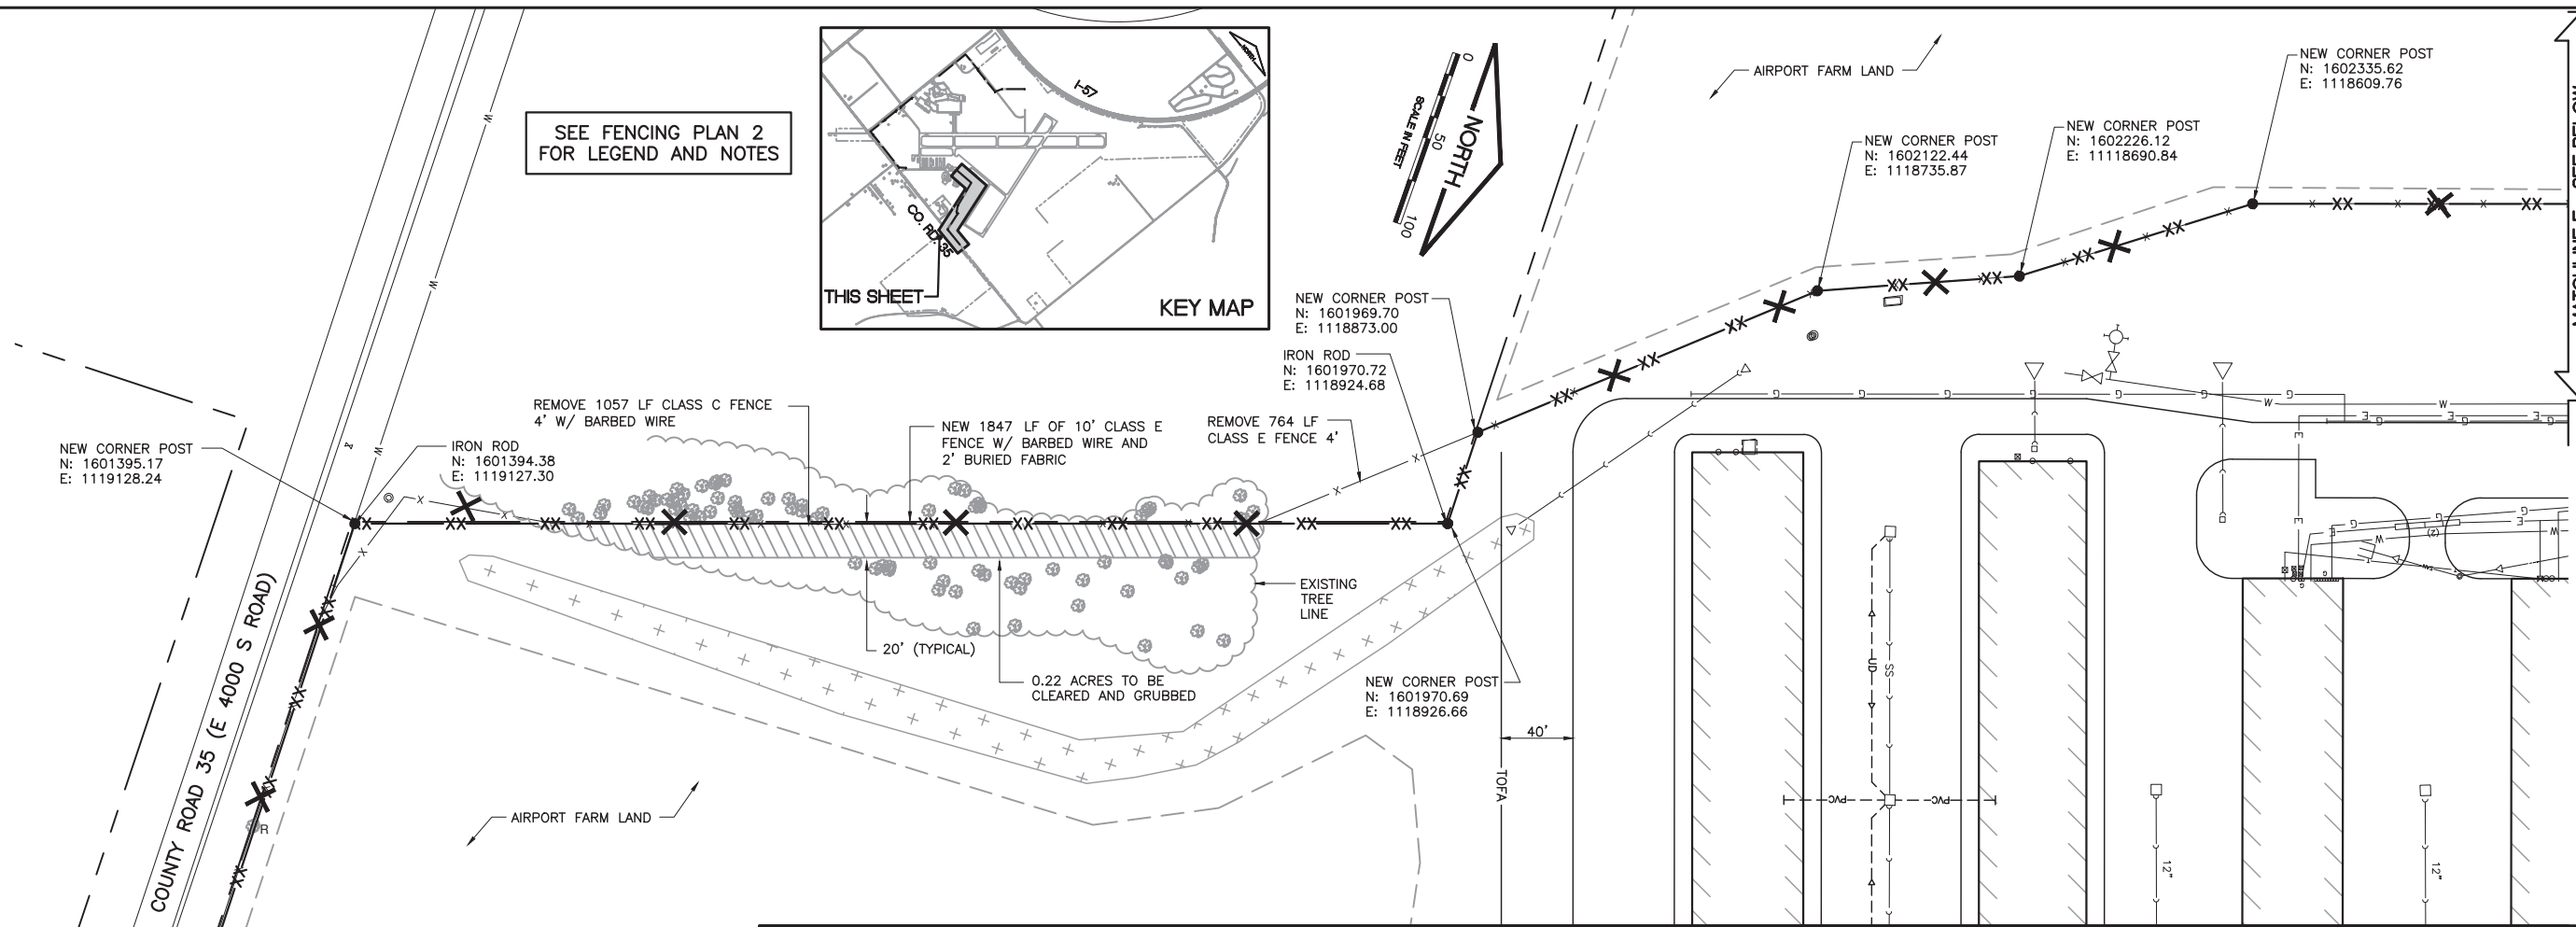 SEE FENCING PLAN 2
FOR LEGEND AND NOTES
I-57
NORTH
CO. RD. 35
THIS SHEET
KEY MAP
0
50
100
SCALE IN FEET
NORTH
AIRPORT FARM LAND
NEW CORNER POST
N: 1602335.62
E: 1118609.76
NEW CORNER POST
N: 1602226.12
E: 11118690.84
NEW CORNER POST
N: 1602122.44
E: 1118735.87
NEW CORNER POST
N: 1601969.70
E: 1118873.00
IRON ROD
N: 1601970.72
E: 1118924.68
REMOVE 1057 LF CLASS C FENCE
4' W/ BARBED WIRE
NEW 1847 LF OF 10' CLASS E
FENCE W/ BARBED WIRE AND
2' BURIED FABRIC
REMOVE 764 LF
CLASS E FENCE 4'
NEW CORNER POST
N: 1601395.17
E: 1119128.24
IRON ROD
N: 1601394.38
E: 1119127.30
EXISTING
TREE
LINE
20' (TYPICAL)
0.22 ACRES TO BE
CLEARED AND GRUBBED
NEW CORNER POST
N: 1601970.69
E: 1118926.66
40'
TOFA
COUNTY ROAD 35 (E 4000 S ROAD)
AIRPORT FARM LAND
R
UD
SS
PVC
PVC
12"
12"
(2)